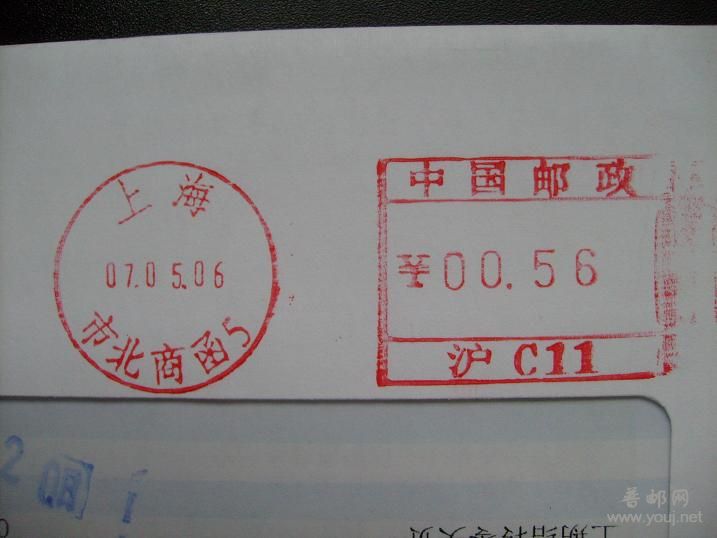 上海
07.05.06
市北商函5
中国邮政
¥00.56
沪 C11
普邮网
www.youj.net